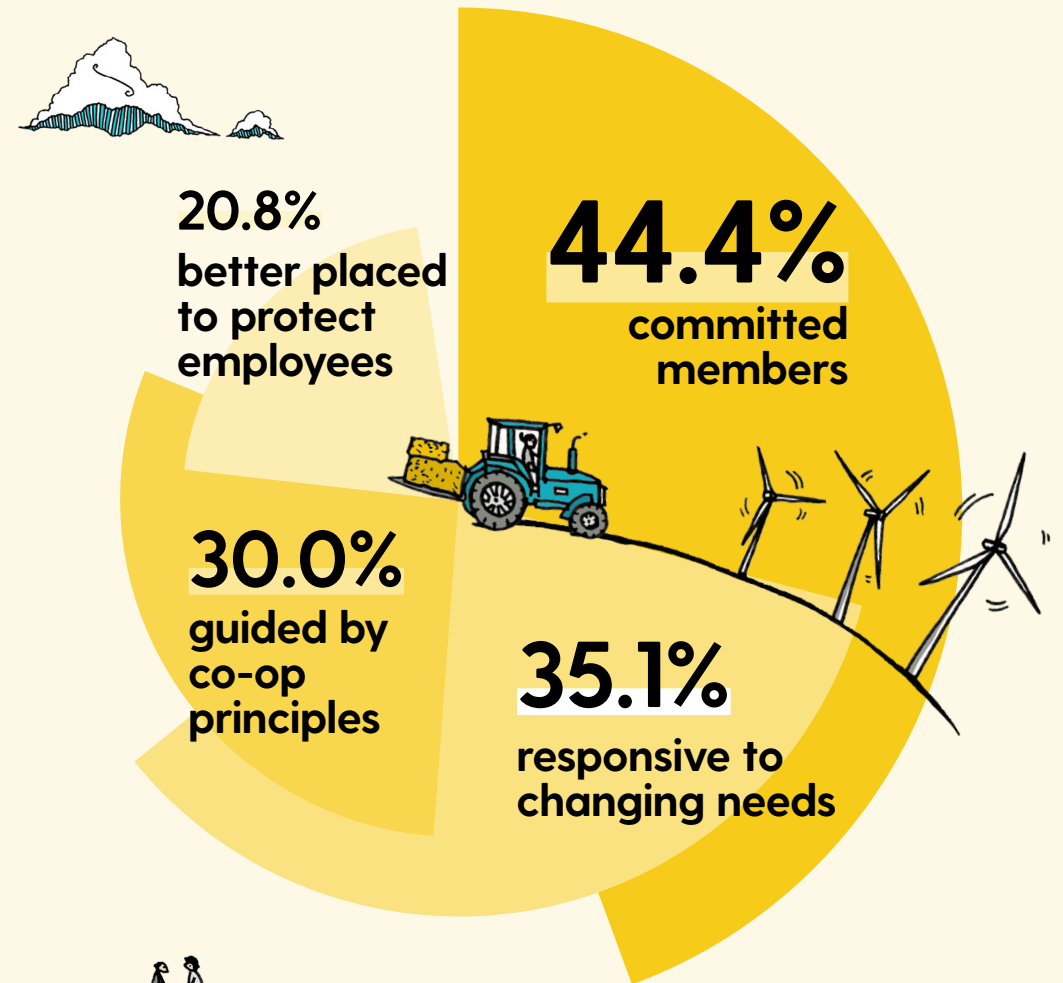 20.8%
better placed
to protect
employees
44.4%
committed
members
30.0%
guided by
co-op
principles
35.1%
responsive to
changing needs